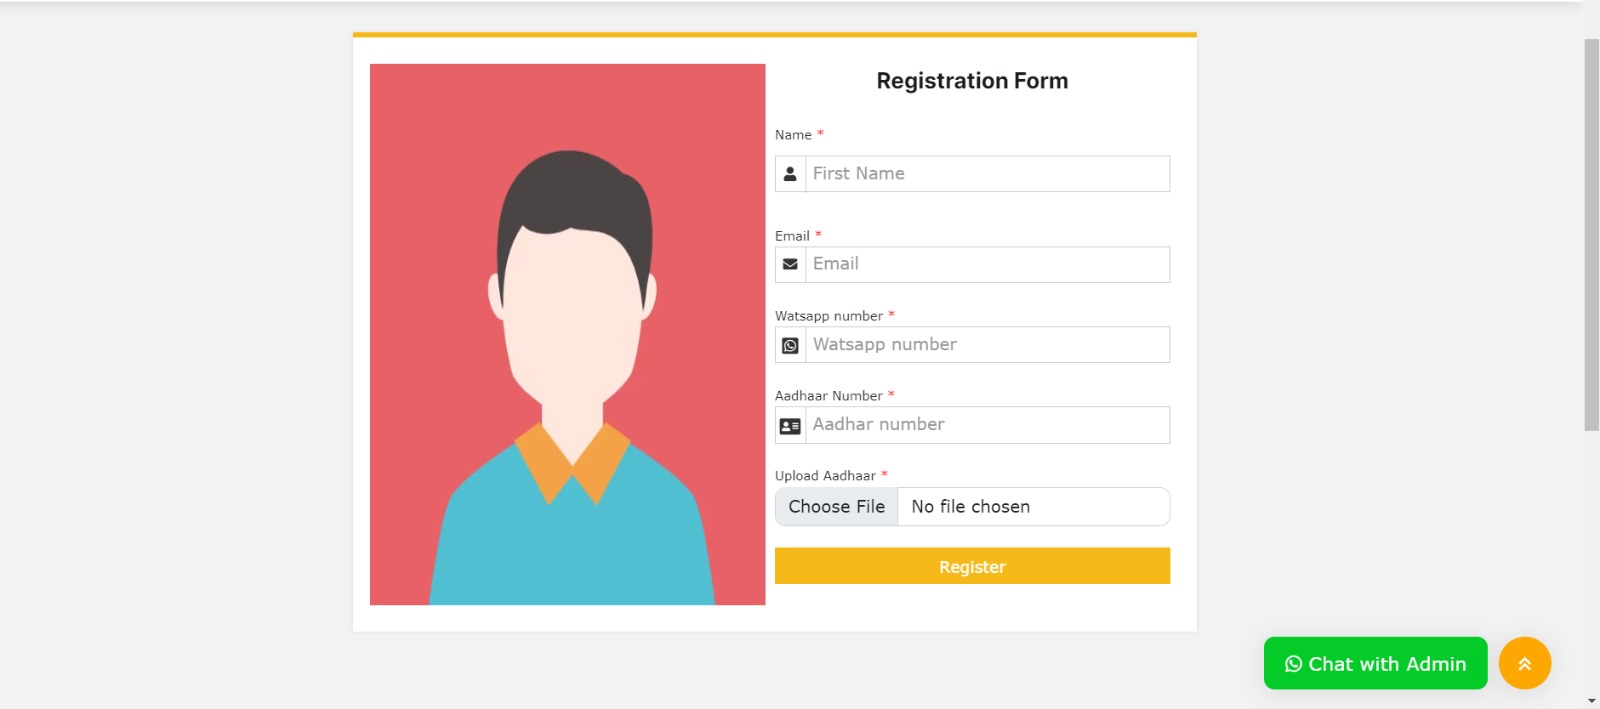 Registration Form
Name *
First Name
Email *
Email
Watsapp number *
Watsapp number
Aadhaar Number *
Aadhar number
Upload Aadhaar *
Choose File No file chosen
Register
Chat with Admin